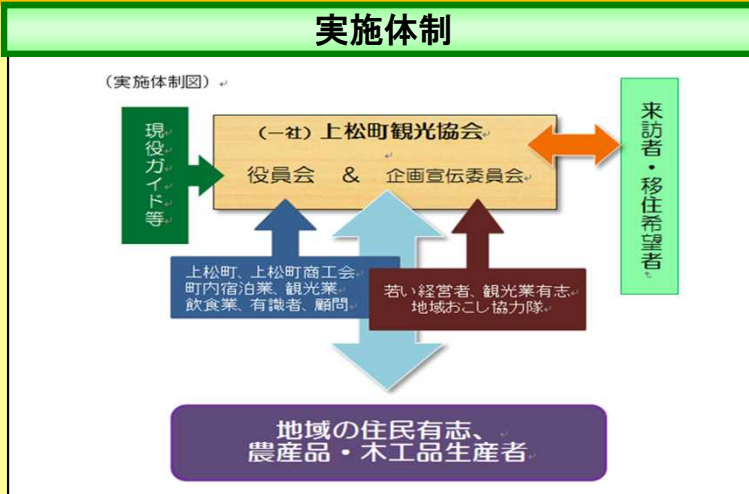 実施体制
（実施体制図）
現役ガイド等
（一社）上松町観光協会
役員会 ＆ 企画宣伝委員会
来訪者・移住希望者
上松町、上松町商工会
町内宿泊業、観光業
飲食業、有識者、顧問
若い経営者、観光業有志
地域おこし協力隊
地域の住民有志、
農産品・木工品生産者